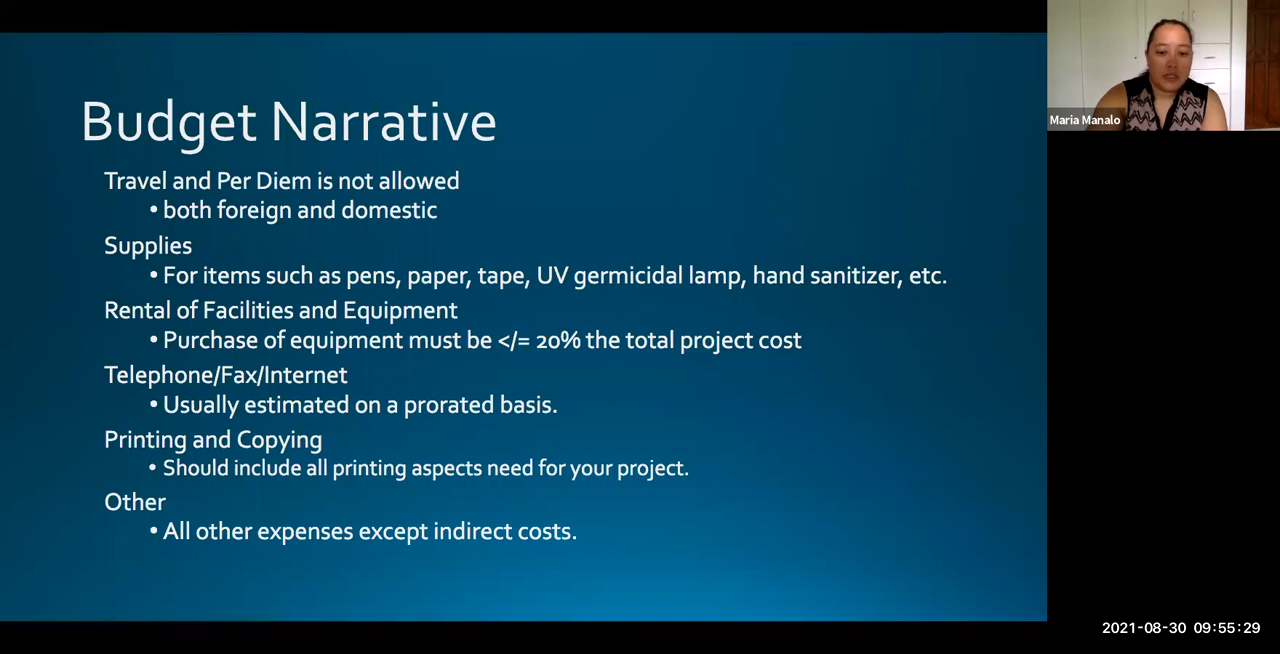 Budget Narrative
Travel and Per Diem is not allowed
• both foreign and domestic
Supplies
• For items such as pens, paper, tape, UV germicidal lamp, hand sanitizer, etc.
Rental of Facilities and Equipment
• Purchase of equipment must be </= 20% the total project cost
Telephone/Fax/Internet
• Usually estimated on a prorated basis.
Printing and Copying
• Should include all printing aspects need for your project.
Other
• All other expenses except indirect costs.
Maria Manalo
2021-08-30 09:55:29